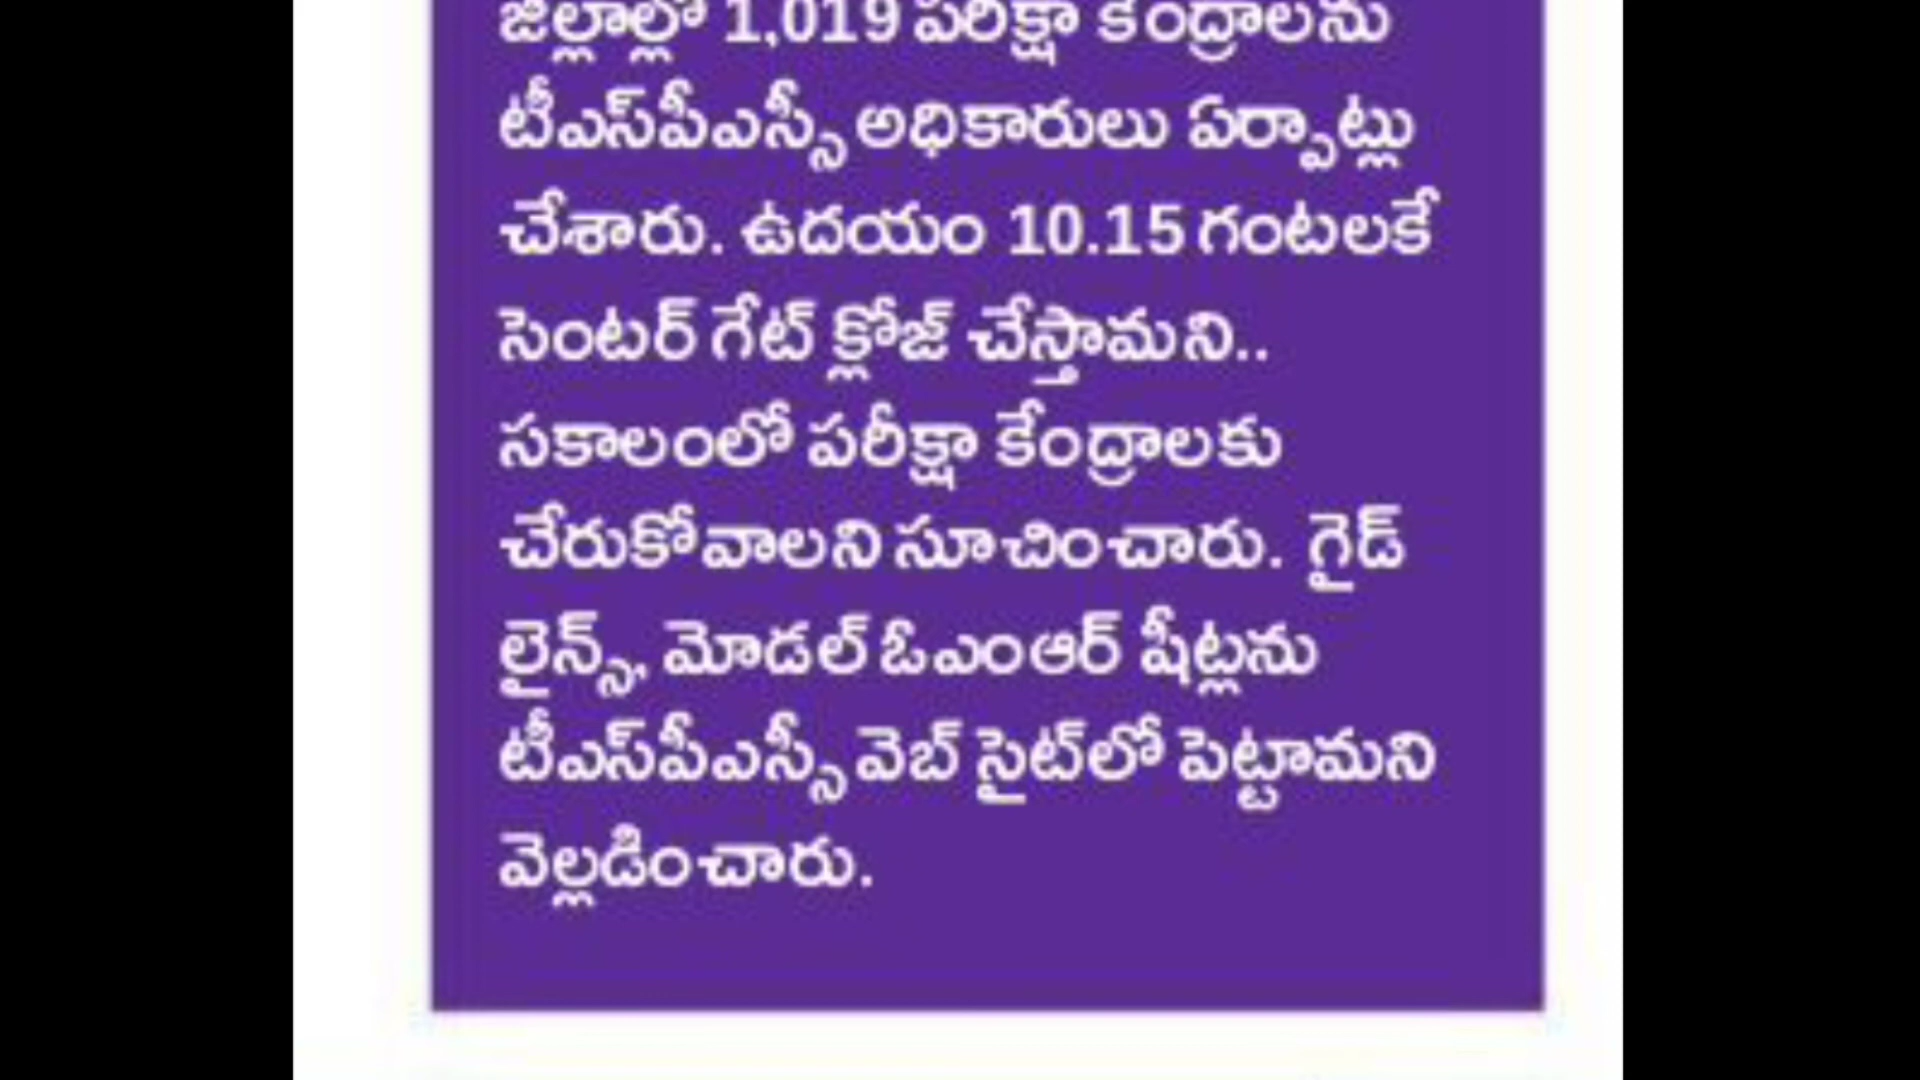 జిల్లాల్లో 1,019 పరీక్షా కేంద్రాలను
టీఎస్‌పీఎస్సీ అధికారులు ఏర్పాట్లు
చేశారు. ఉదయం 10.15 గంటలకే
సెంటర్ గేట్ క్లోజ్ చేస్తామని..
సకాలంలో పరీక్షా కేంద్రాలకు
చేరుకోవాలని సూచించారు. గైడ్
లైన్స్, మోడల్ ఓఎంఆర్ షీట్లను
టీఎస్‌పీఎస్సీ వెబ్ సైట్‌లో పెట్టామని
వెల్లడించారు.